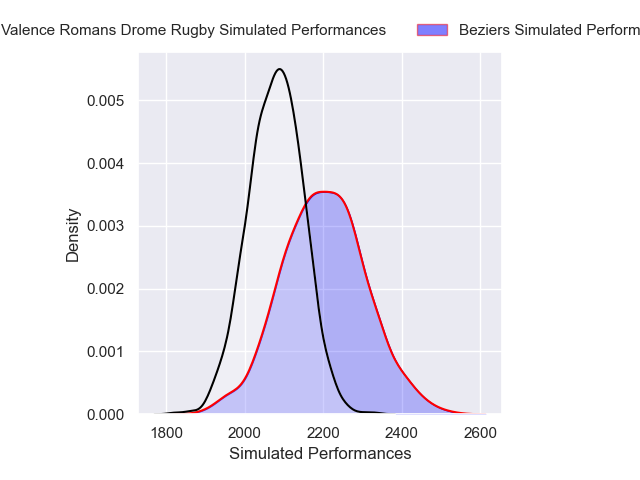 Valence Romans Drome Rugby Simulated Performances
Beziers Simulated Perform
Density
0.005
0.004
0.003
0.002
0.001
0.000
1800 2000 2200 2400 2600
Simulated Performances